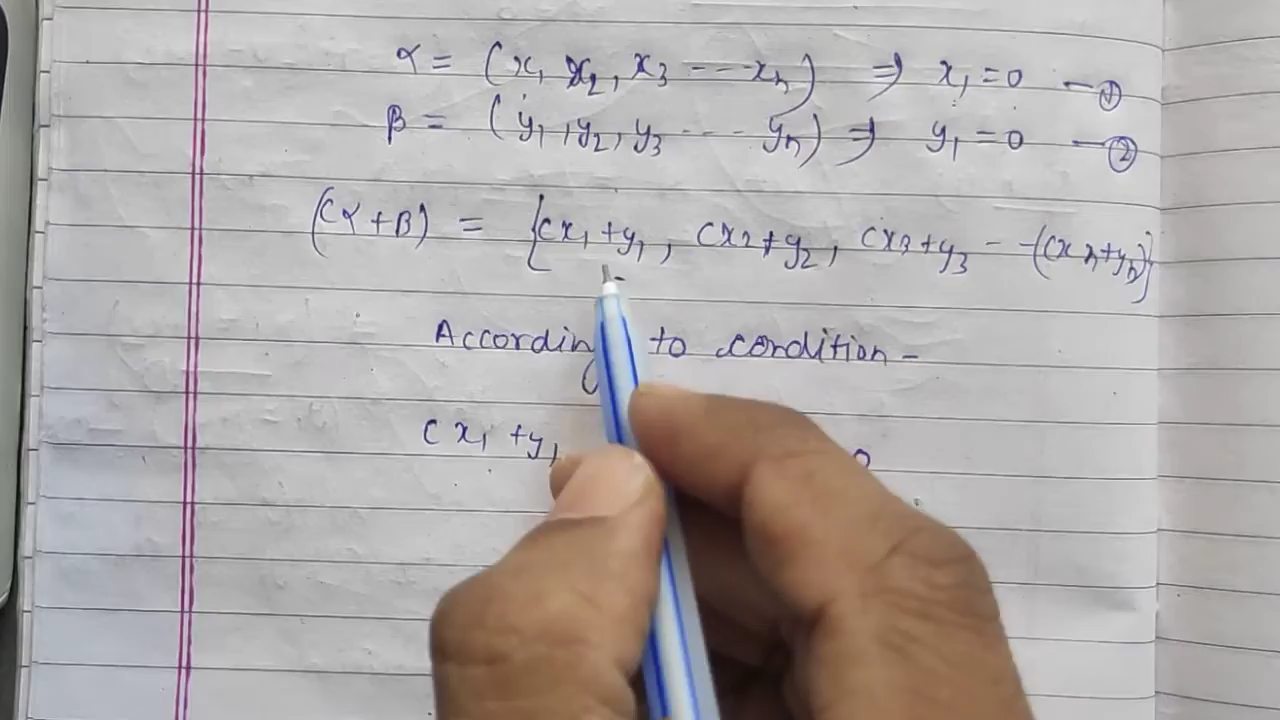 α = (x₁ x₂, x₃ ---- xₙ) ⇒ x₁ = 0 — ①
β = (y₁, y₂, y₃ ---- yₙ) ⇒ y₁ = 0 — ②
(cα + β) = {cx₁ + y₁, cx₂ + y₂, cx₃ + y₃ -- (cxₙ + yₙ)}
According to condition -
cx₁ + y₁ 0